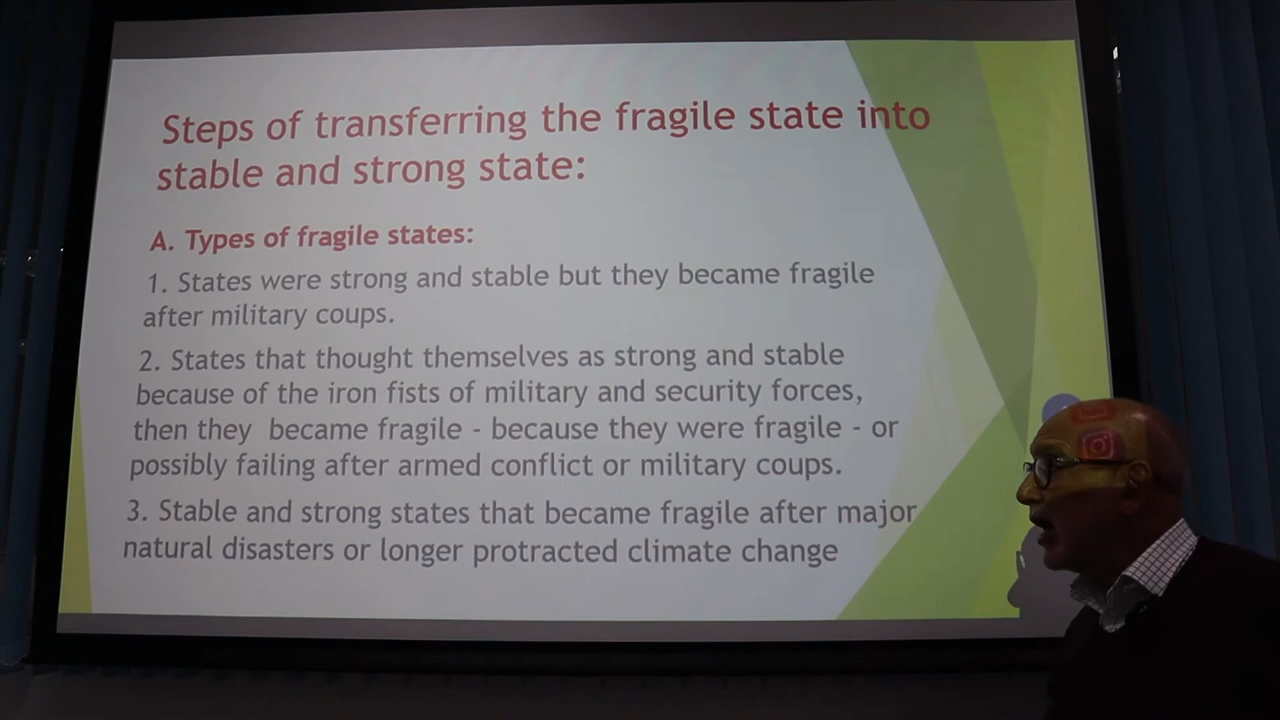 Steps of transferring the fragile state into
stable and strong state:
A. Types of fragile states:
1. States were strong and stable but they became fragile
after military coups.
2. States that thought themselves as strong and stable
because of the iron fists of military and security forces,
then they became fragile - because they were fragile - or
possibly failing after armed conflict or military coups.
3. Stable and strong states that became fragile after major
natural disasters or longer protracted climate change